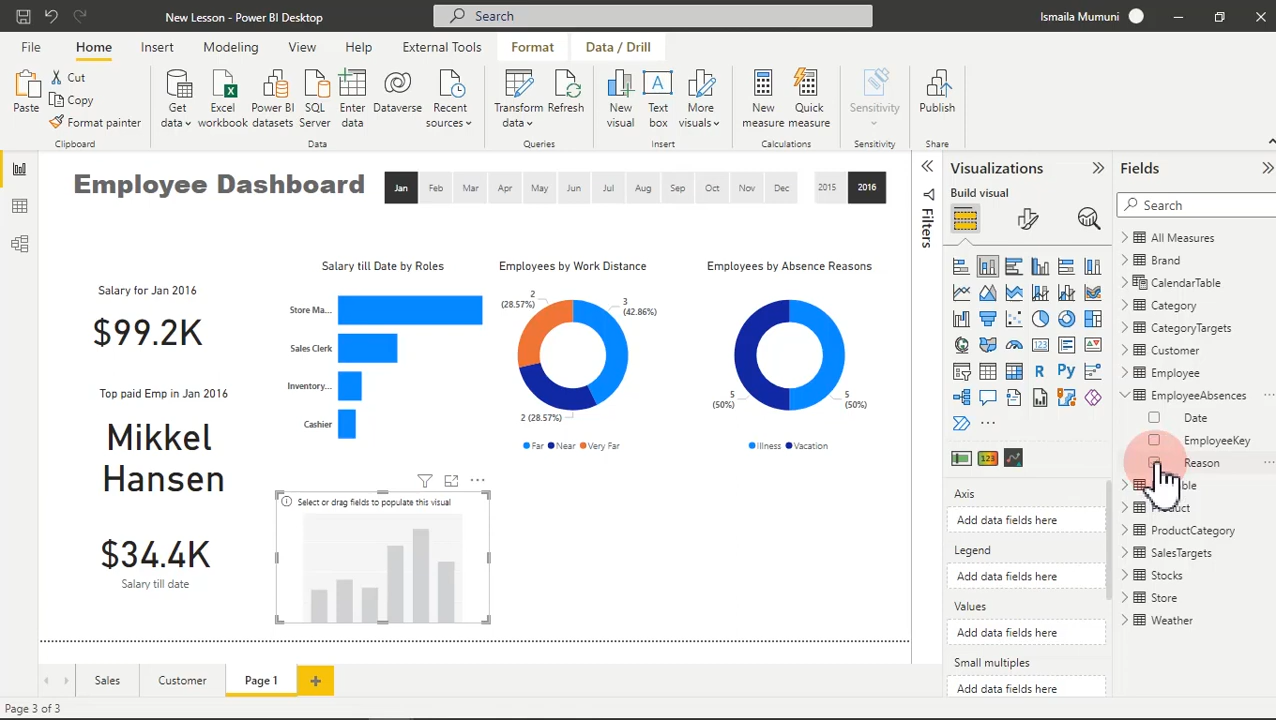 New Lesson - Power BI Desktop
Search
Ismaila Mumuni
File Home Insert Modeling View Help External Tools Format Data / Drill
Paste
Cut
Copy
Format painter
Get data
Excel workbook
Power BI datasets
SQL Server
Enter data
Dataverse
Recent sources
Transform data
Refresh
New visual
Text box
More visuals
New measure
Quick measure
Sensitivity
Publish
Clipboard Data Queries Insert Calculations Sensitivity Share
Employee Dashboard
Jan Feb Mar Apr May Jun Jul Aug Sep Oct Nov Dec
2015 2016
Salary for Jan 2016
$99.2K
Top paid Emp in Jan 2016
Mikkel
Hansen
$34.4K
Salary till date
Salary till Date by Roles
Store Ma...
Sales Clerk
Inventory...
Cashier
Employees by Work Distance
2
(28.57%)
3
(42.86%)
2 (28.57%)
Far Near Very Far
Employees by Absence Reasons
5
(50%)
5
(50%)
Illness Vacation
Select or drag fields to populate this visual
Filters
Visualizations
Build visual
R
Py
123
123
Axis
Add data fields here
Legend
Add data fields here
Values
Add data fields here
Small multiples
Add data fields here
Fields
Search
All Measures
Brand
CalendarTable
Category
CategoryTargets
Customer
Employee
EmployeeAbsences
Date
EmployeeKey
Reason
Product
ProductCategory
SalesTargets
Stocks
Store
Weather
Sales Customer Page 1
Page 3 of 3